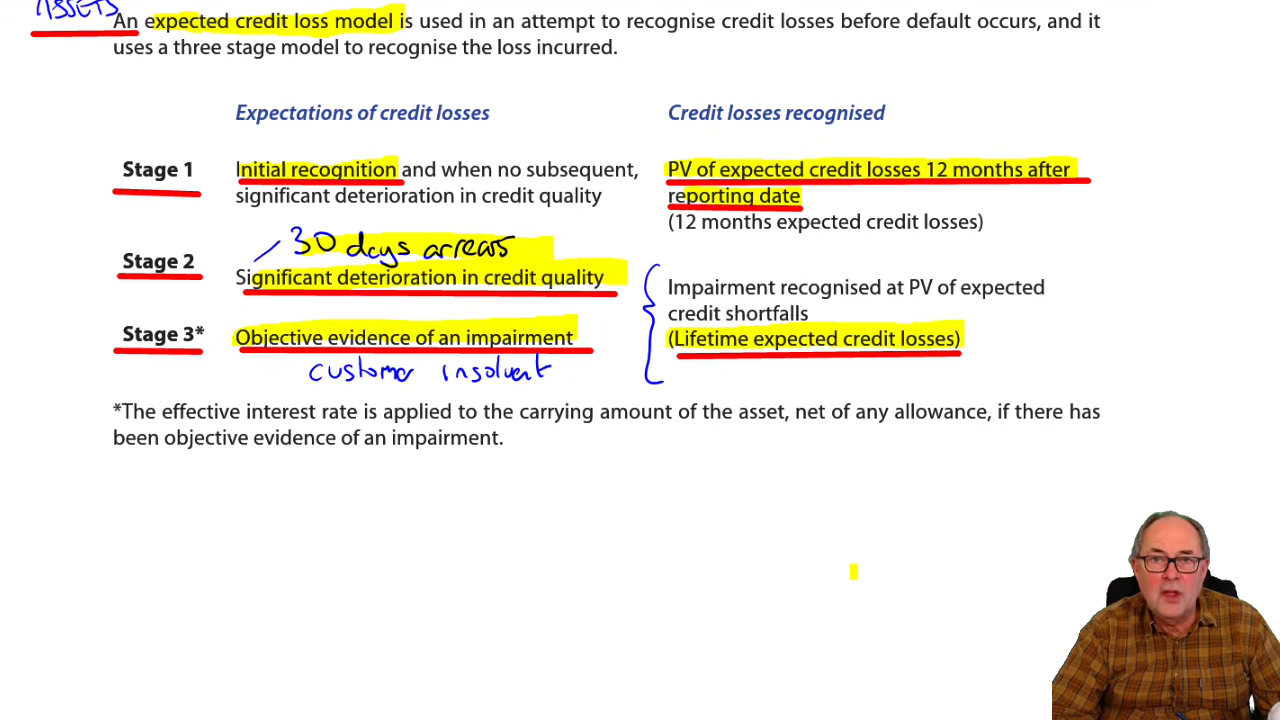 ASSETS
An expected credit loss model is used in an attempt to recognise credit losses before default occurs, and it
uses a three stage model to recognise the loss incurred.
Expectations of credit losses
Credit losses recognised
Stage 1
Initial recognition and when no subsequent,
significant deterioration in credit quality
PV of expected credit losses 12 months after
reporting date
(12 months expected credit losses)
30 days arrears
Stage 2
Significant deterioration in credit quality
Stage 3*
Objective evidence of an impairment
customer insolvent
Impairment recognised at PV of expected
credit shortfalls
(Lifetime expected credit losses)
*The effective interest rate is applied to the carrying amount of the asset, net of any allowance, if there has
been objective evidence of an impairment.